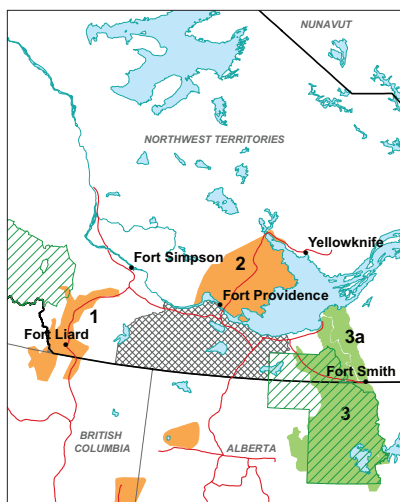 NUNAVUT
NORTHWEST TERRITORIES
Yellowknife
Fort Simpson
2
Fort Providence
1
Fort Liard
3a
Fort Smith
3
BRITISH
COLUMBIA
ALBERTA